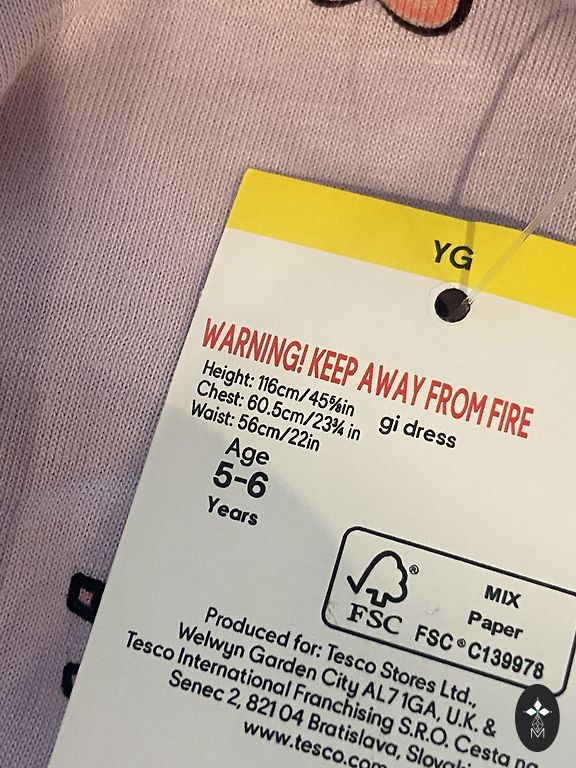 YG
WARNING! KEEP AWAY FROM FIRE
Height: 116cm/45⅝in
Chest: 60.5cm/23¾ in
Waist: 56cm/22in
gi dress
Age
5-6
Years
FSC®
MIX
Paper
FSC® C139978
Produced for: Tesco Stores Ltd.,
Welwyn Garden City AL7 1GA, U.K. &
Tesco International Franchising S.R.O. Cesta na
Senec 2, 821 04 Bratislava, Slovak
www.tesco.com
M